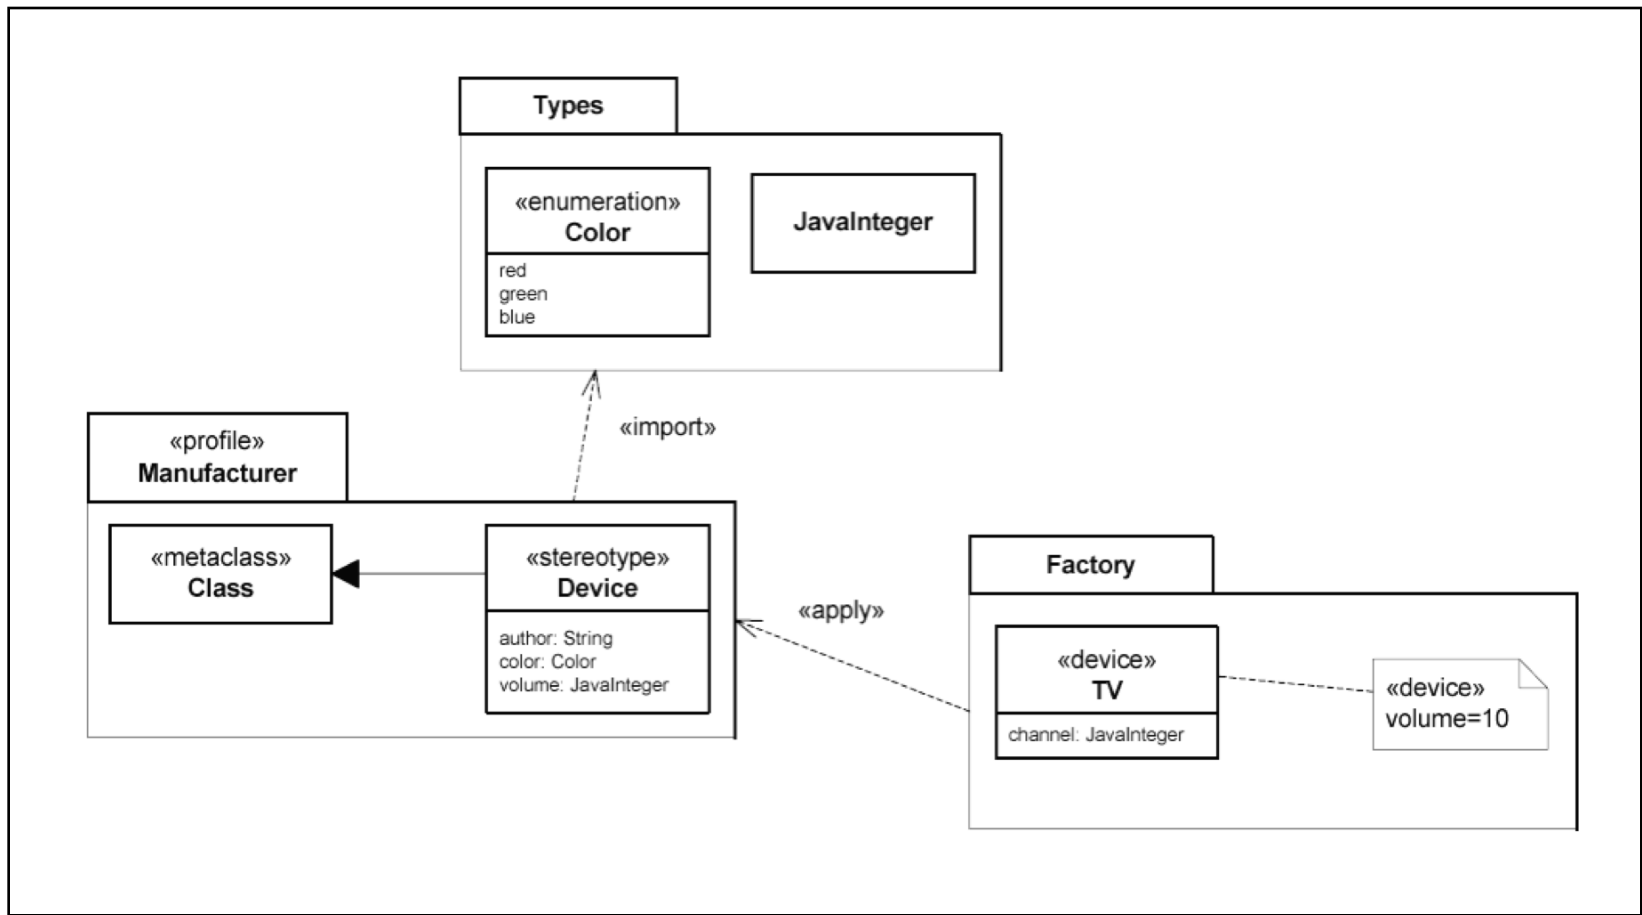 Types
«enumeration»
Color
red
green
blue
JavaInteger
«import»
«profile»
Manufacturer
«metaclass»
Class
«stereotype»
Device
author: String
color: Color
volume: JavaInteger
«apply»
Factory
«device»
TV
channel: JavaInteger
«device»
volume=10